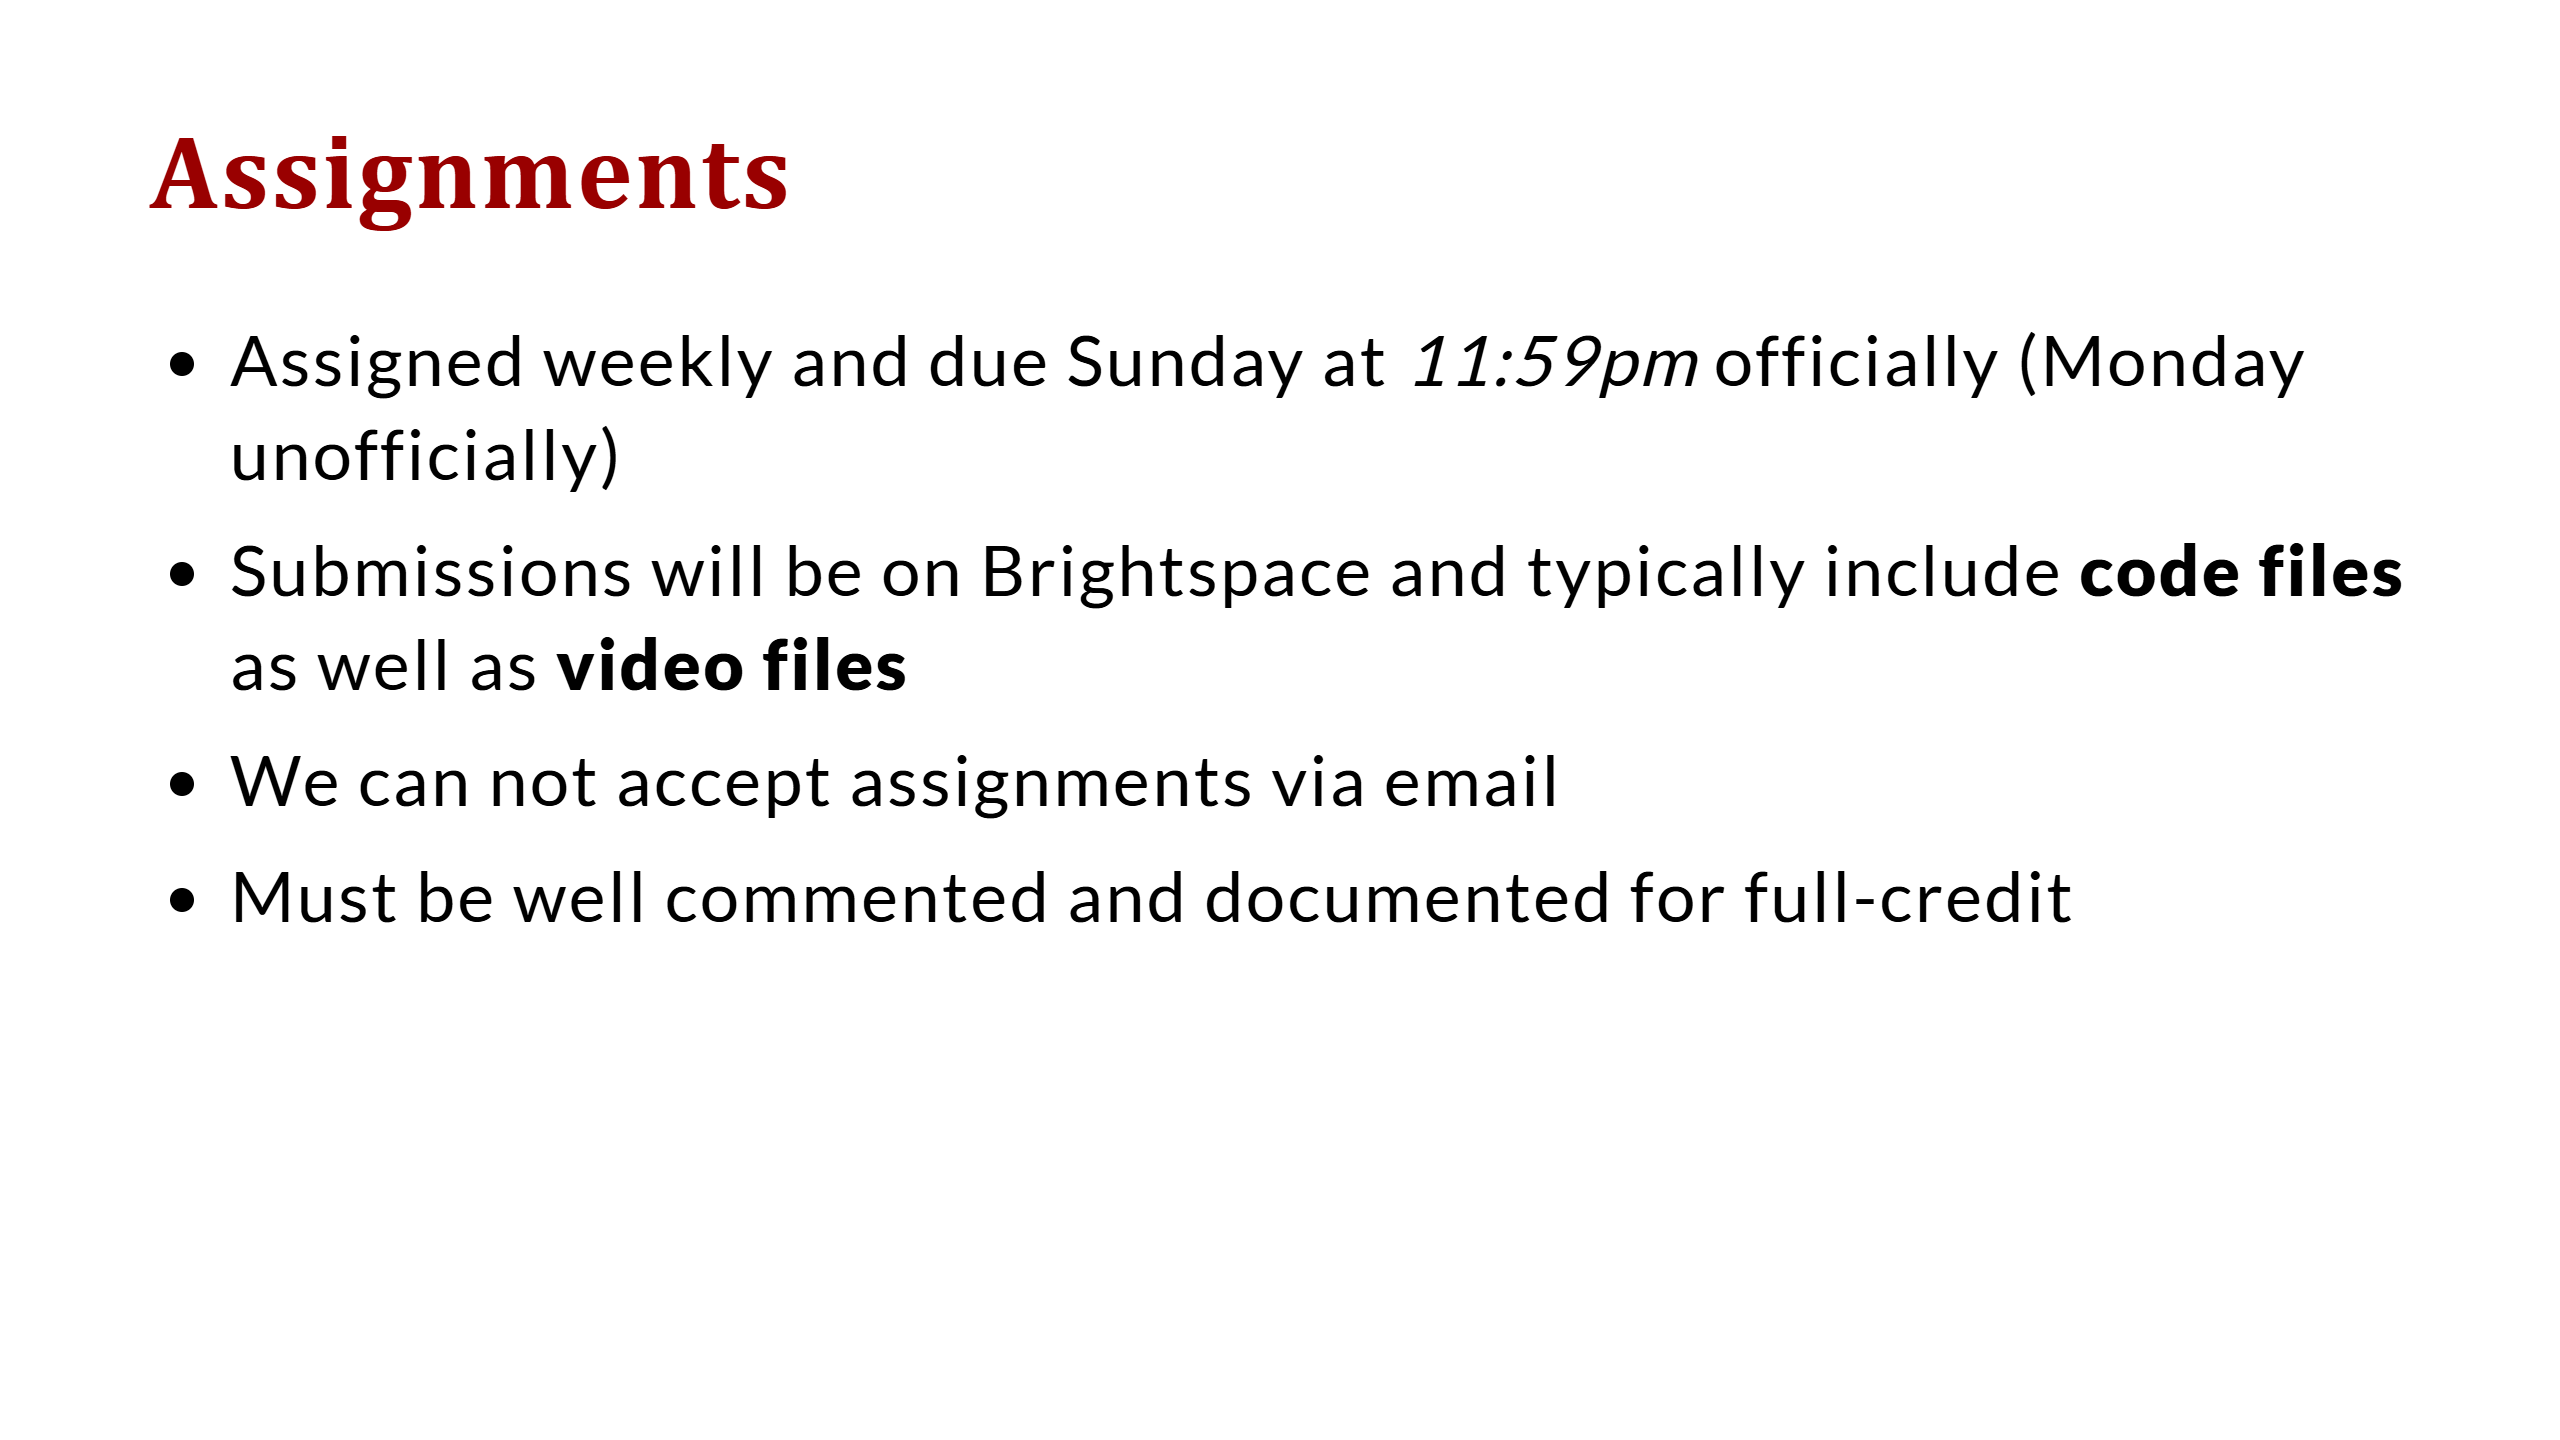 Assignments
• Assigned weekly and due Sunday at 11:59pm officially (Monday
unofficially)
• Submissions will be on Brightspace and typically include code files
as well as video files
• We can not accept assignments via email
• Must be well commented and documented for full-credit